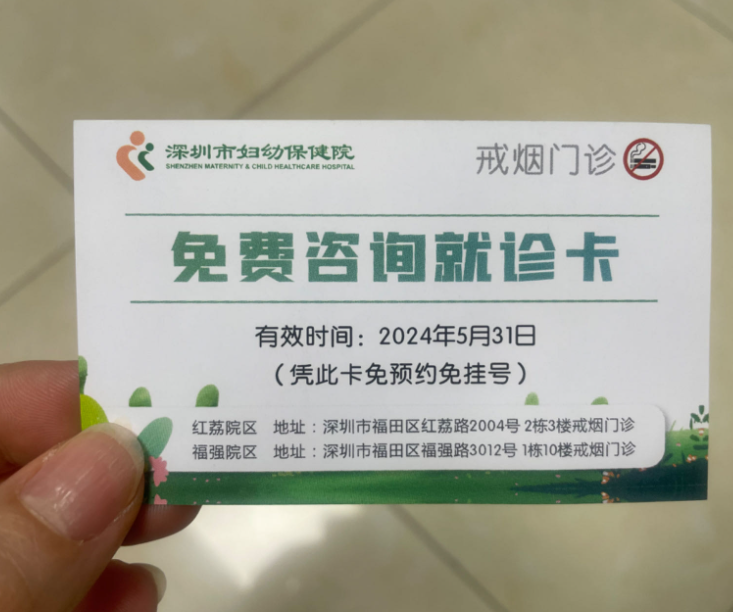 深圳市妇幼保健院
SHENZHEN MATERNITY & CHILD HEALTHCARE HOSPITAL
戒烟门诊
免费咨询就诊卡
有效时间：2024年5月31日
（凭此卡免预约免挂号）
红荔院区 地址：深圳市福田区红荔路2004号 2栋3楼戒烟门诊
福强院区 地址：深圳市福田区福强路3012号 1栋10楼戒烟门诊